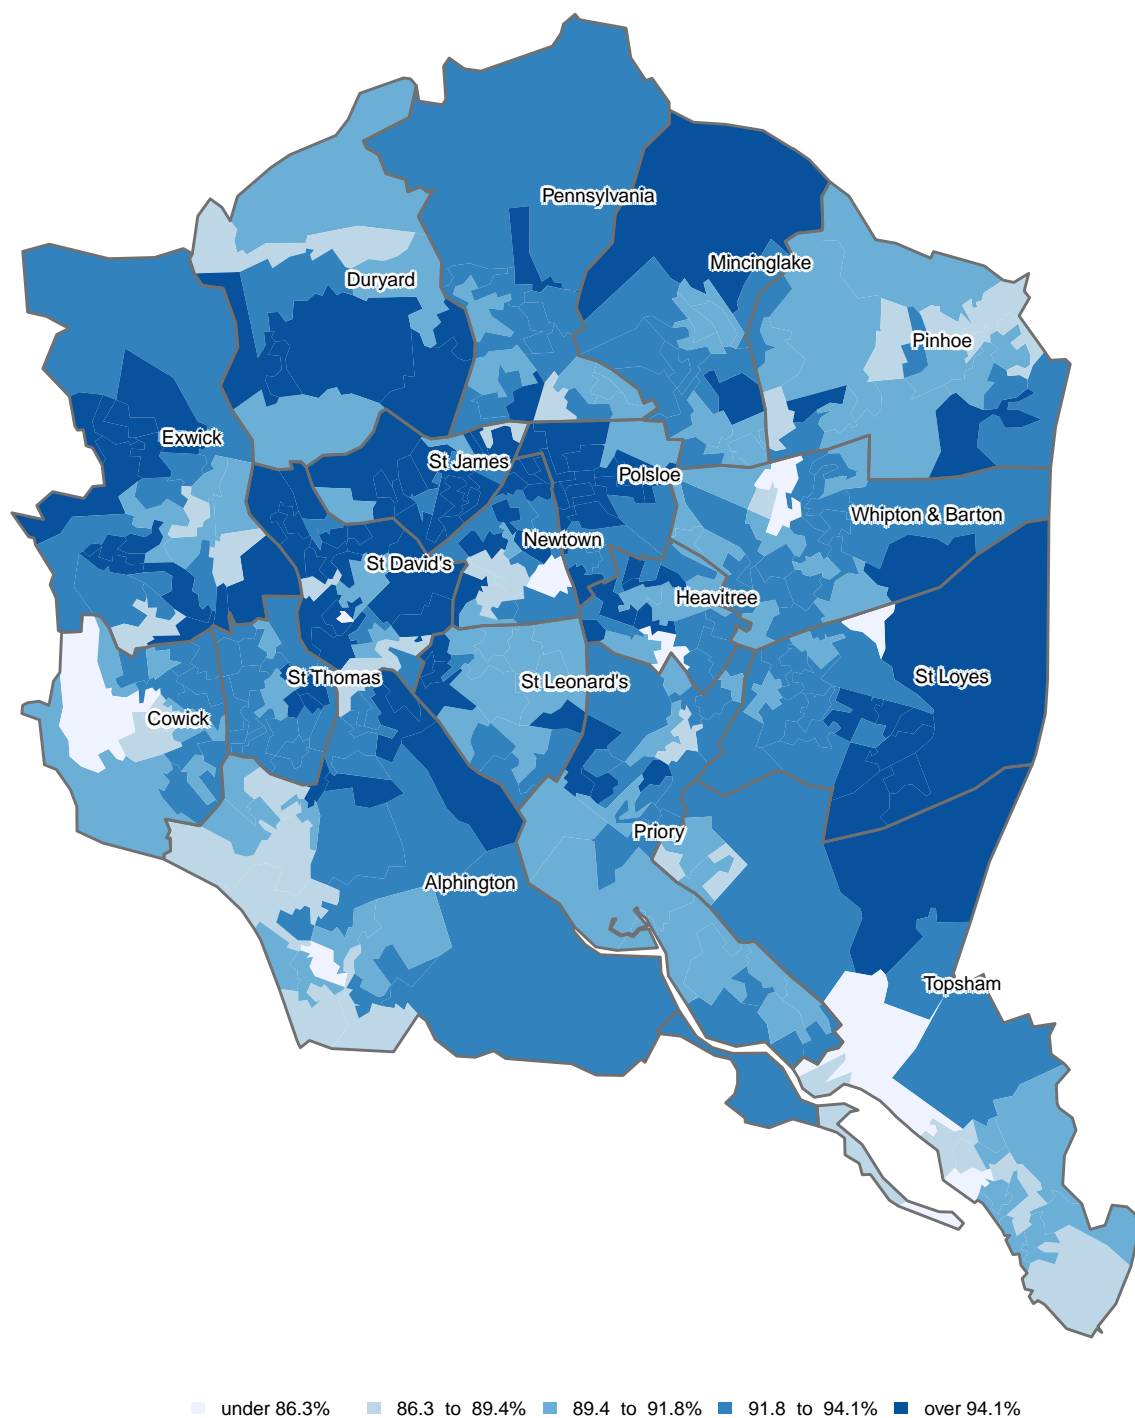 Pennsylvania
Mincinglake
Duryard
Pinhoe
Exwick
St James
Polsloe
Whipton & Barton
Newtown
St David's
Heavitree
St Thomas
St Leonard's
St Loyes
Cowick
Priory
Alphington
Topsham
under 86.3% 86.3 to 89.4% 89.4 to 91.8% 91.8 to 94.1% over 94.1%